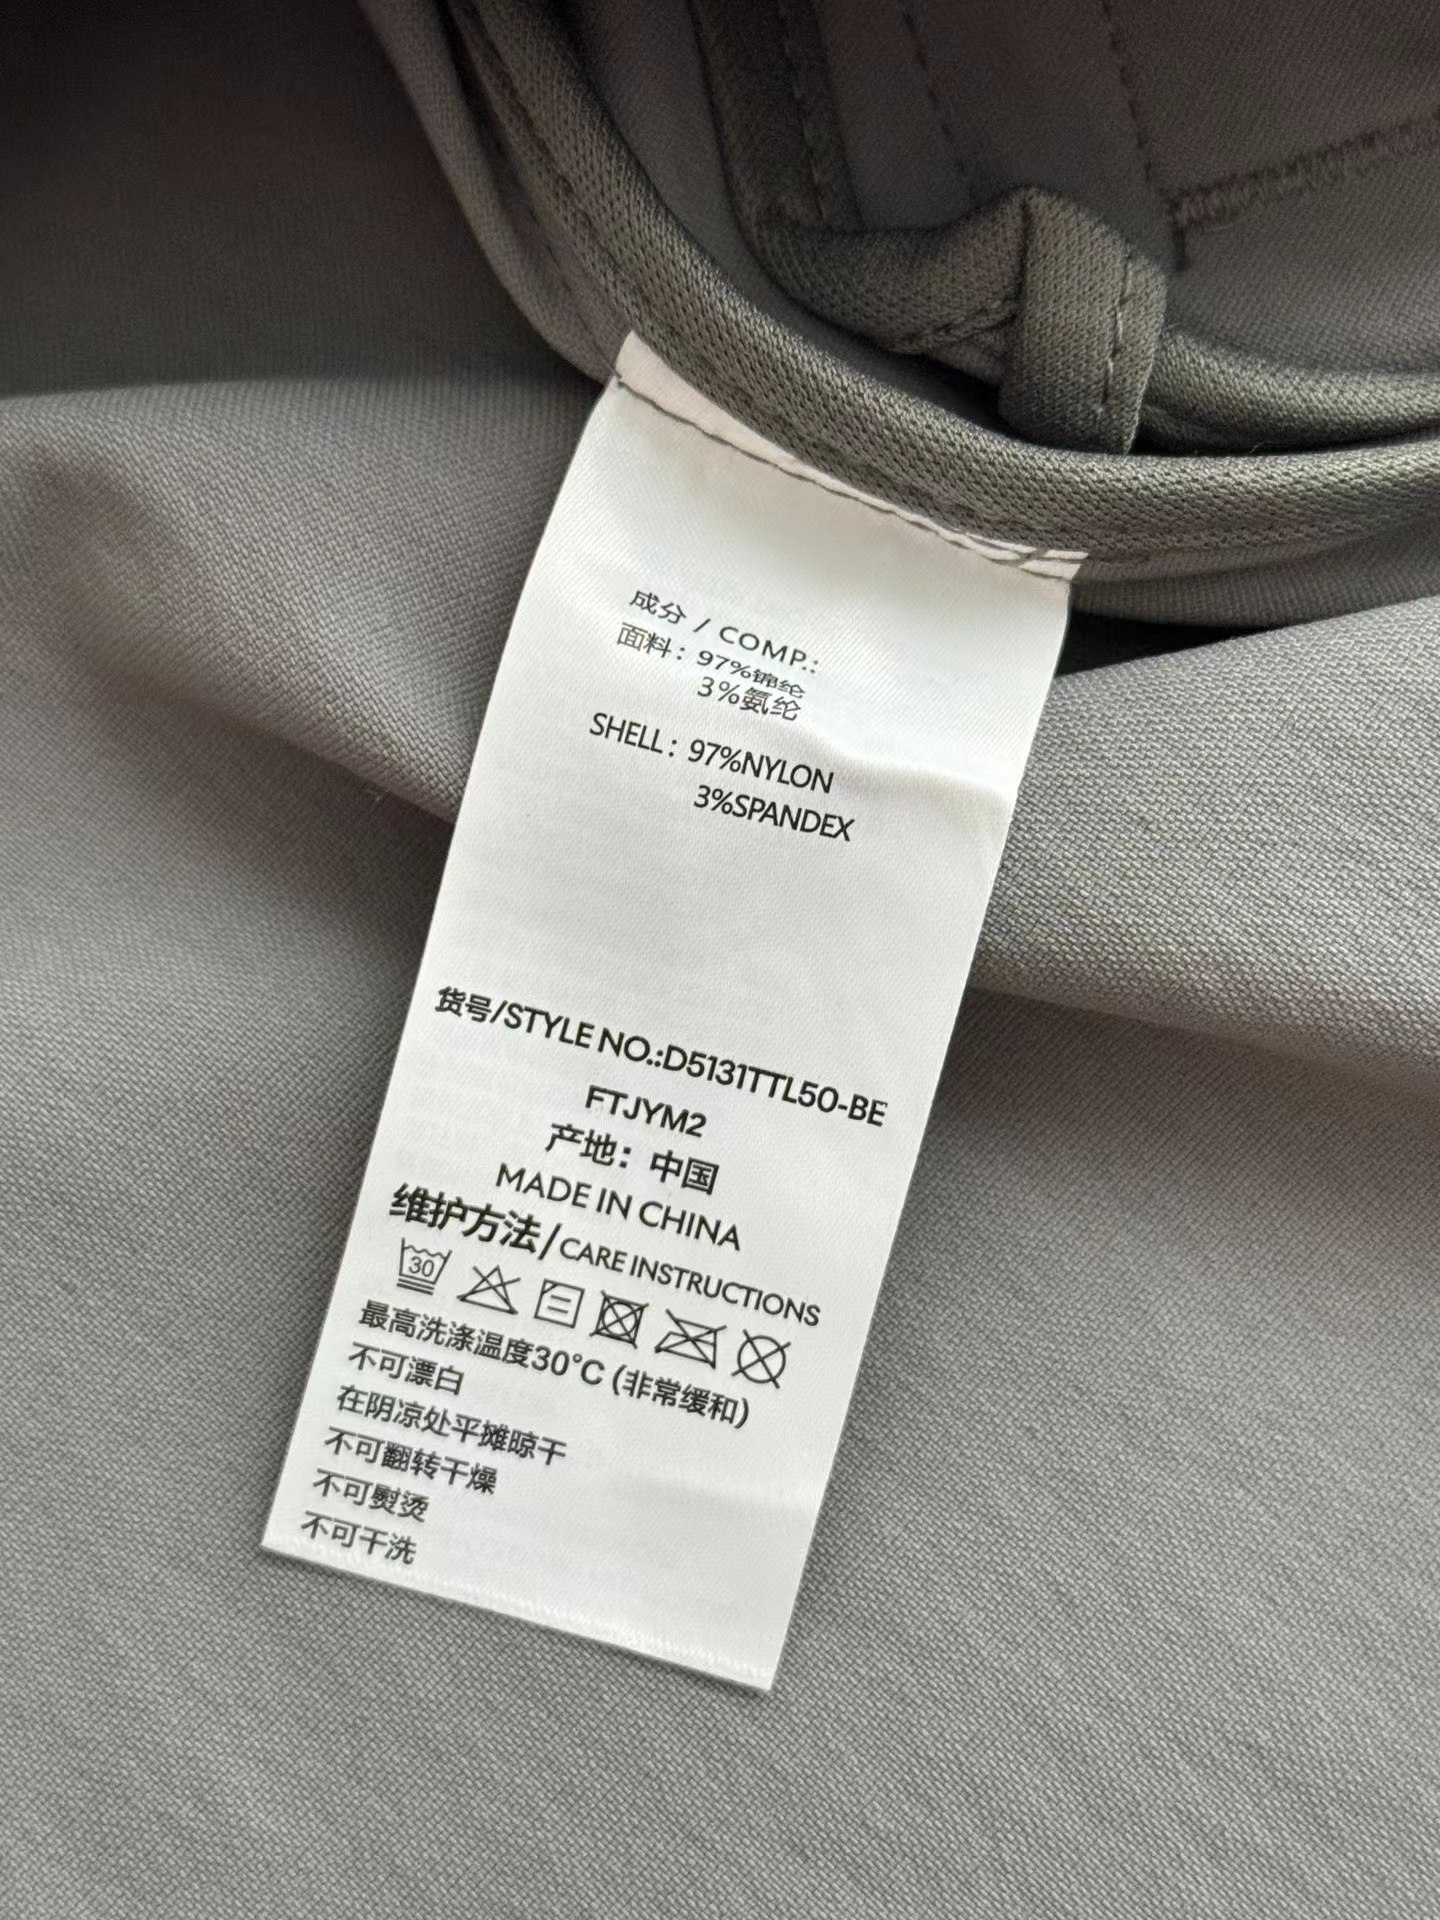 成分 / COMP.:
面料：97%锦纶
3%氨纶
SHELL：97%NYLON
3%SPANDEX
货号/STYLE NO.:D5131TTL50-BE
FTJYM2
产地：中国
MADE IN CHINA
维护方法/CARE INSTRUCTIONS
30
最高洗涤温度30°C (非常缓和)
不可漂白
在阴凉处平摊晾干
不可翻转干燥
不可熨烫
不可干洗